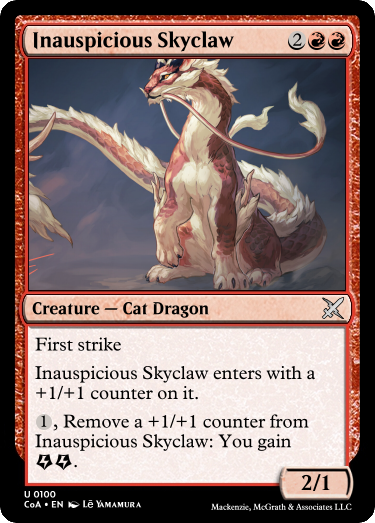 Inauspicious Skyclaw 2
Creature — Cat Dragon
First strike
Inauspicious Skyclaw enters with a
+1/+1 counter on it.
1, Remove a +1/+1 counter from
Inauspicious Skyclaw: You gain
.
2/1
U 0100
CoA • EN Lē Yamamura
Mackenzie, McGrath & Associates LLC